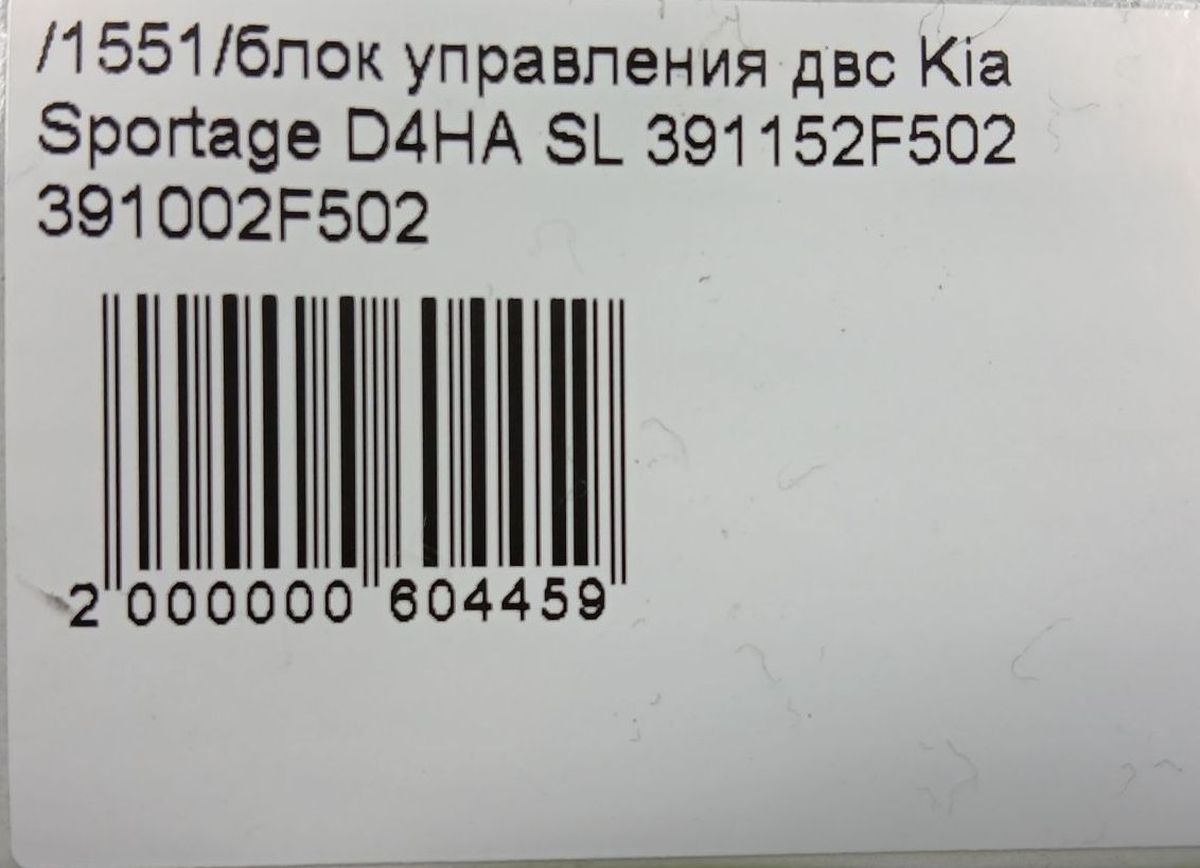 /1551/блок управления двс Kia
Sportage D4HA SL 391152F502
391002F502
2 000000 604459